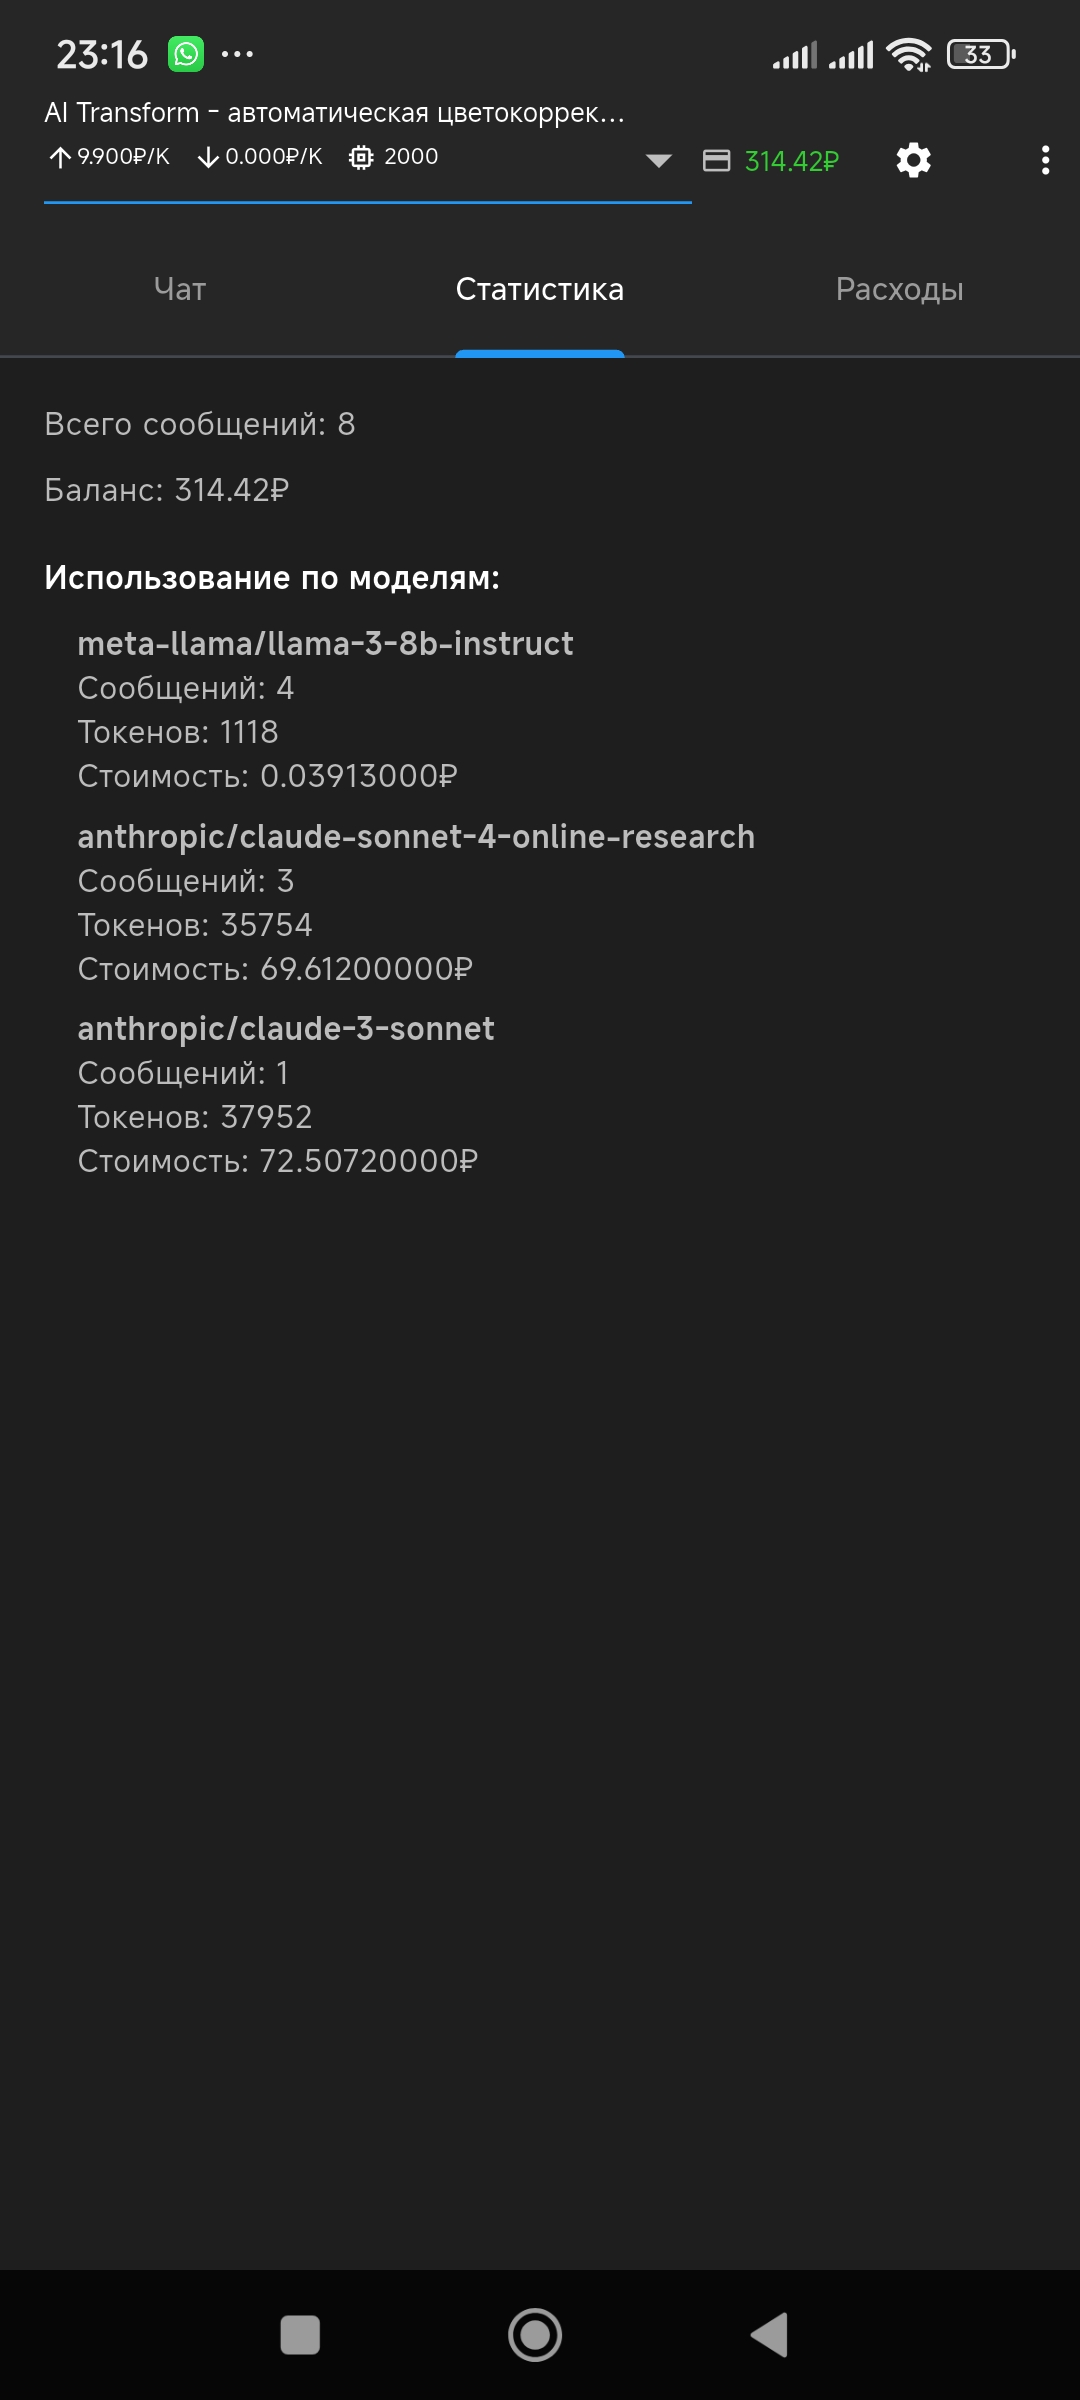 23:16
33
AI Transform - автоматическая цветокоррек...
9.900₽/K 0.000₽/K 2000 314.42₽
Чат Статистика Расходы
Всего сообщений: 8
Баланс: 314.42₽
Использование по моделям:
meta-llama/llama-3-8b-instruct
Сообщений: 4
Токенов: 1118
Стоимость: 0.03913000₽
anthropic/claude-sonnet-4-online-research
Сообщений: 3
Токенов: 35754
Стоимость: 69.61200000₽
anthropic/claude-3-sonnet
Сообщений: 1
Токенов: 37952
Стоимость: 72.50720000₽